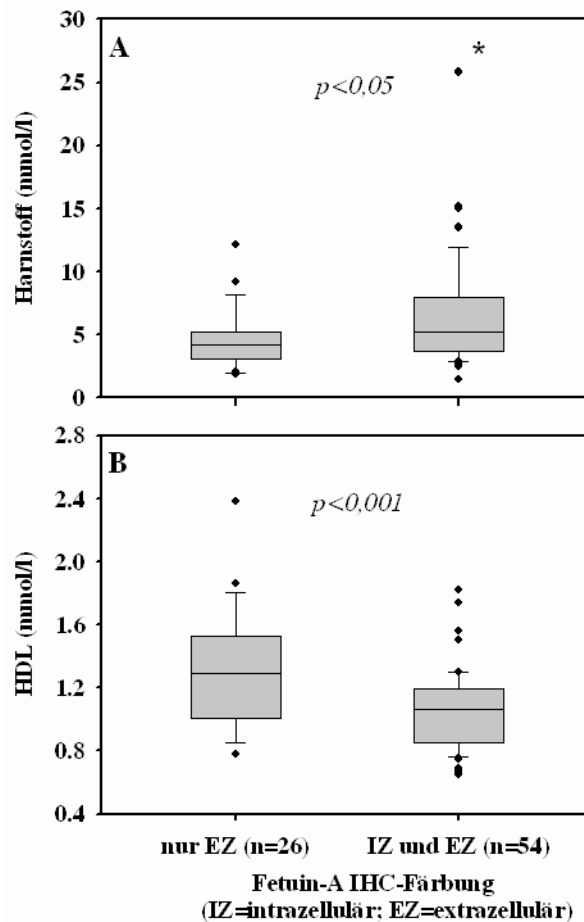 30
A
*
p<0,05
25
20
15
10
5
0
Harnstoff (mmol/l)
2.8
B
p<0,001
2.4
2.0
1.6
1.2
0.8
0.4
HDL (mmol/l)
nur EZ (n=26) IZ und EZ (n=54)
Fetuin-A IHC-Färbung
(IZ=intrazellulär; EZ=extrazellulär)